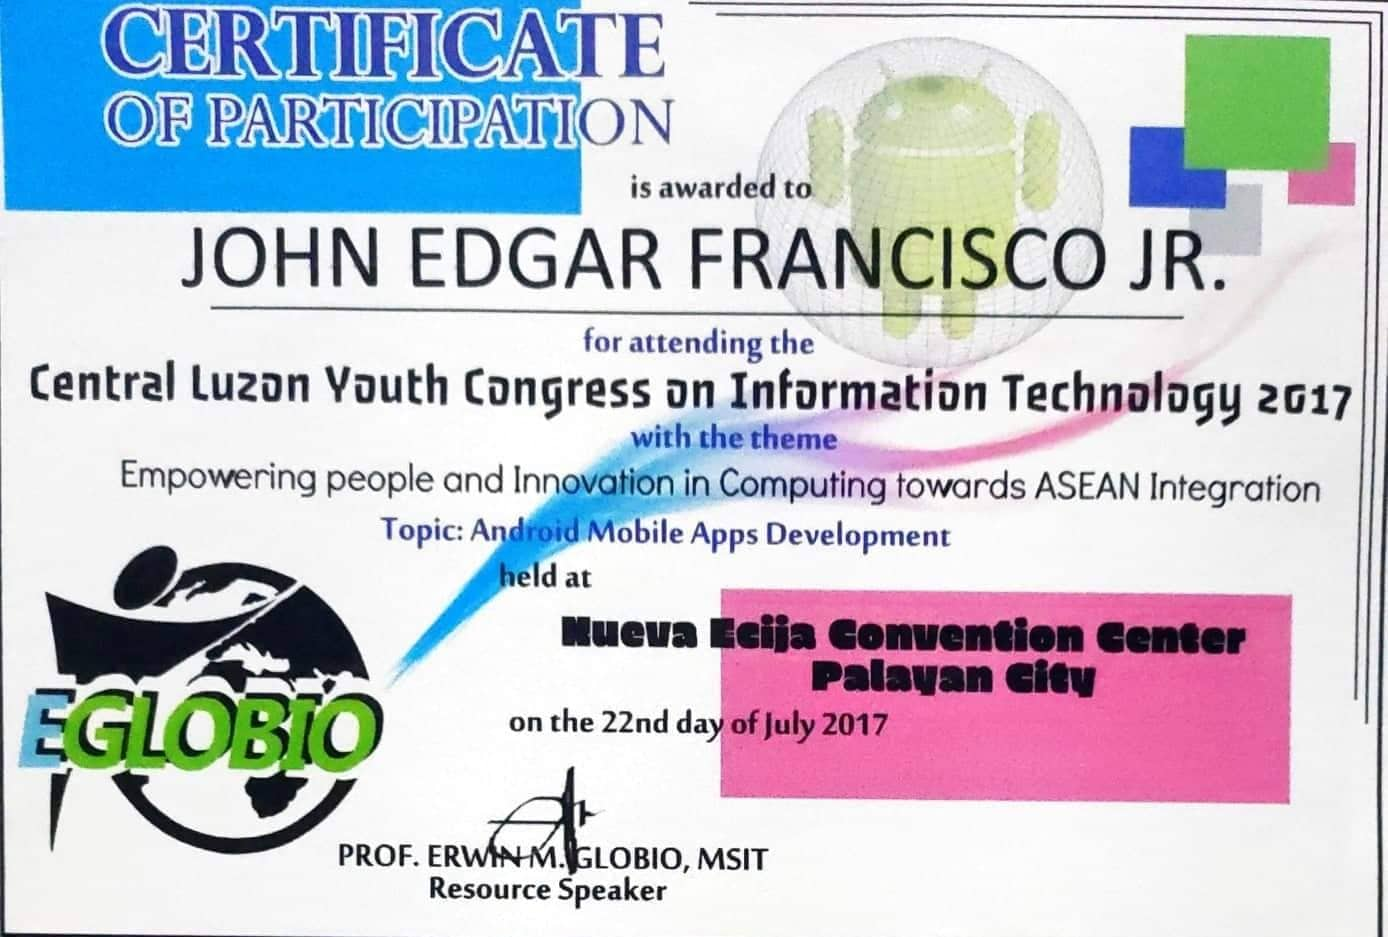 CERTIFICATE
OF PARTICIPATION
is awarded to
JOHN EDGAR FRANCISCO JR.
for attending the
Central Luzon Youth Congress on Information Technology 2017
with the theme
Empowering people and Innovation in Computing towards ASEAN Integration
Topic: Android Mobile Apps Development
held at
Nueva Ecija Convention Center
Palayan City
on the 22nd day of July 2017
EGLOBIO
PROF. ERWIN M. GLOBIO, MSIT
Resource Speaker